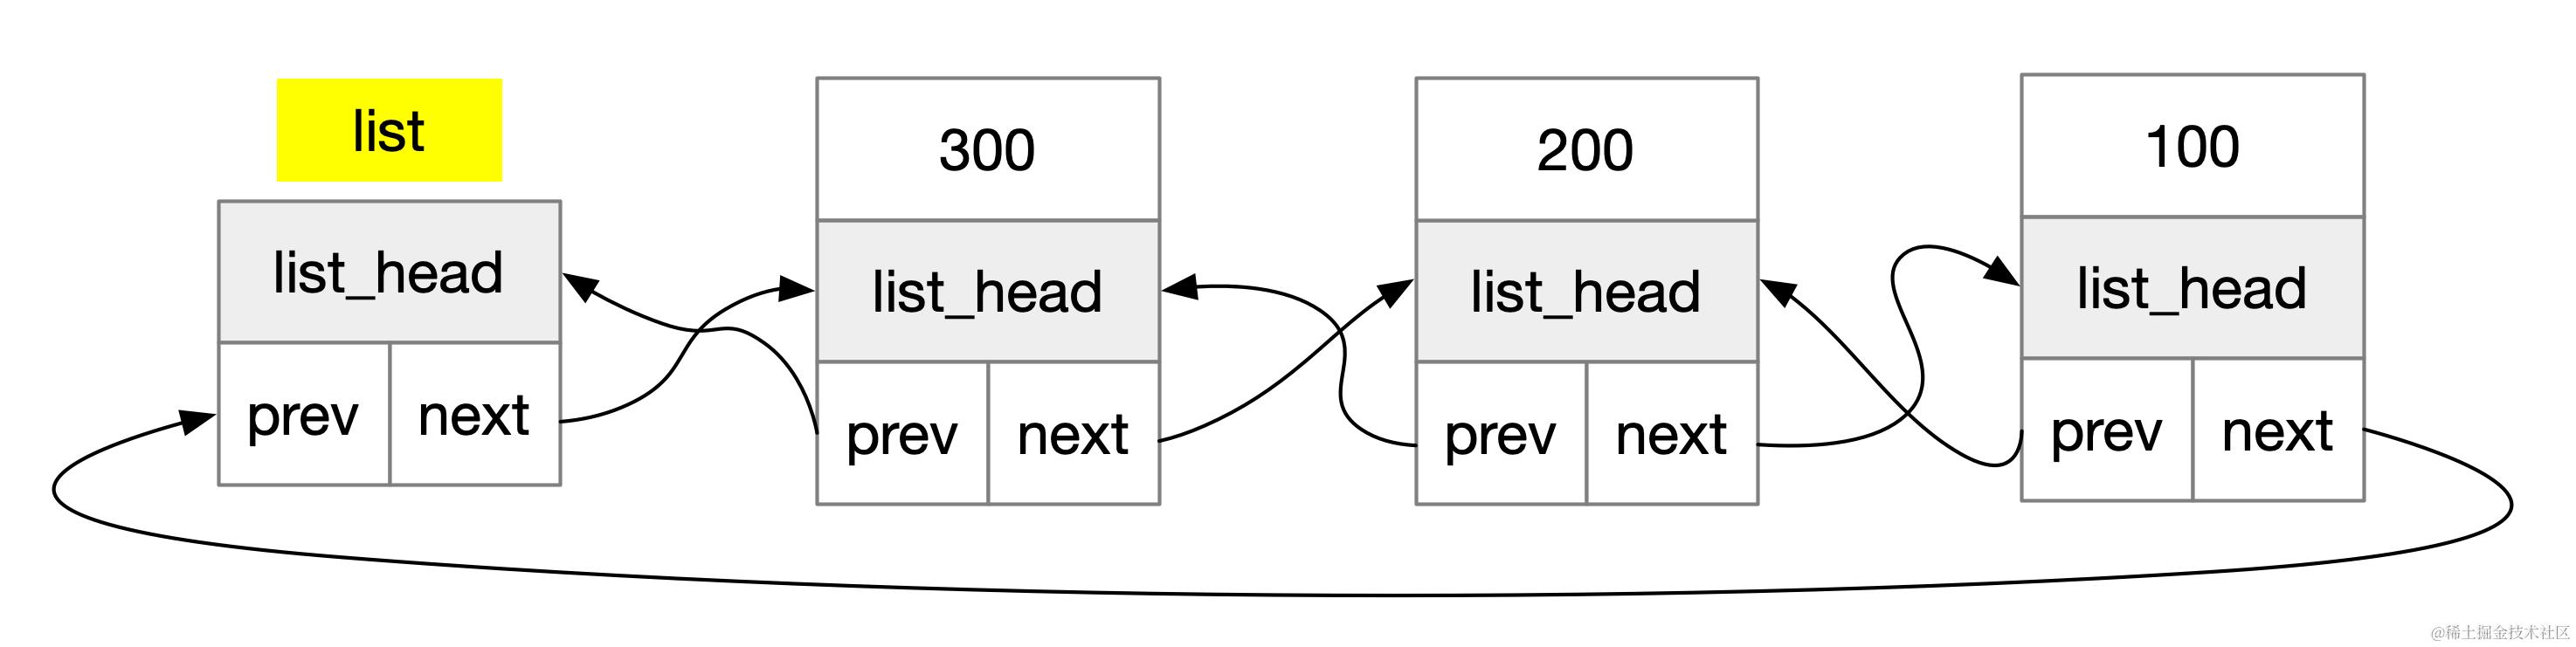 list
list_head
prev next
300
list_head
prev next
200
list_head
prev next
100
list_head
prev next
@稀土掘金技术社区